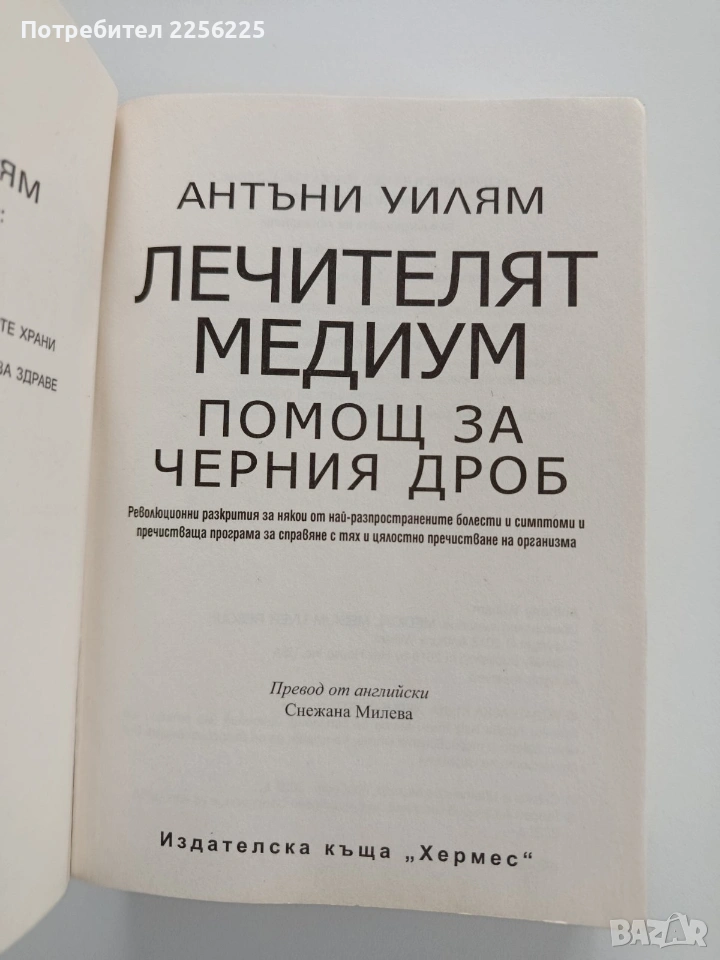 Потребител 2256225
ЯМ
:
ТЕ ХРАНИ
ЗА ЗДРАВЕ
АНТЪНИ УИЛЯМ
ЛЕЧИТЕЛЯТ
МЕДИУМ
ПОМОЩ ЗА
ЧЕРНИЯ ДРОБ
Революционни разкрития за някои от най-разпространените болести и симптоми и
пречистваща програма за справяне с тях и цялостно пречистване на организма
Превод от английски
Снежана Милева
Издателска къща „Хермес“
BAZAR